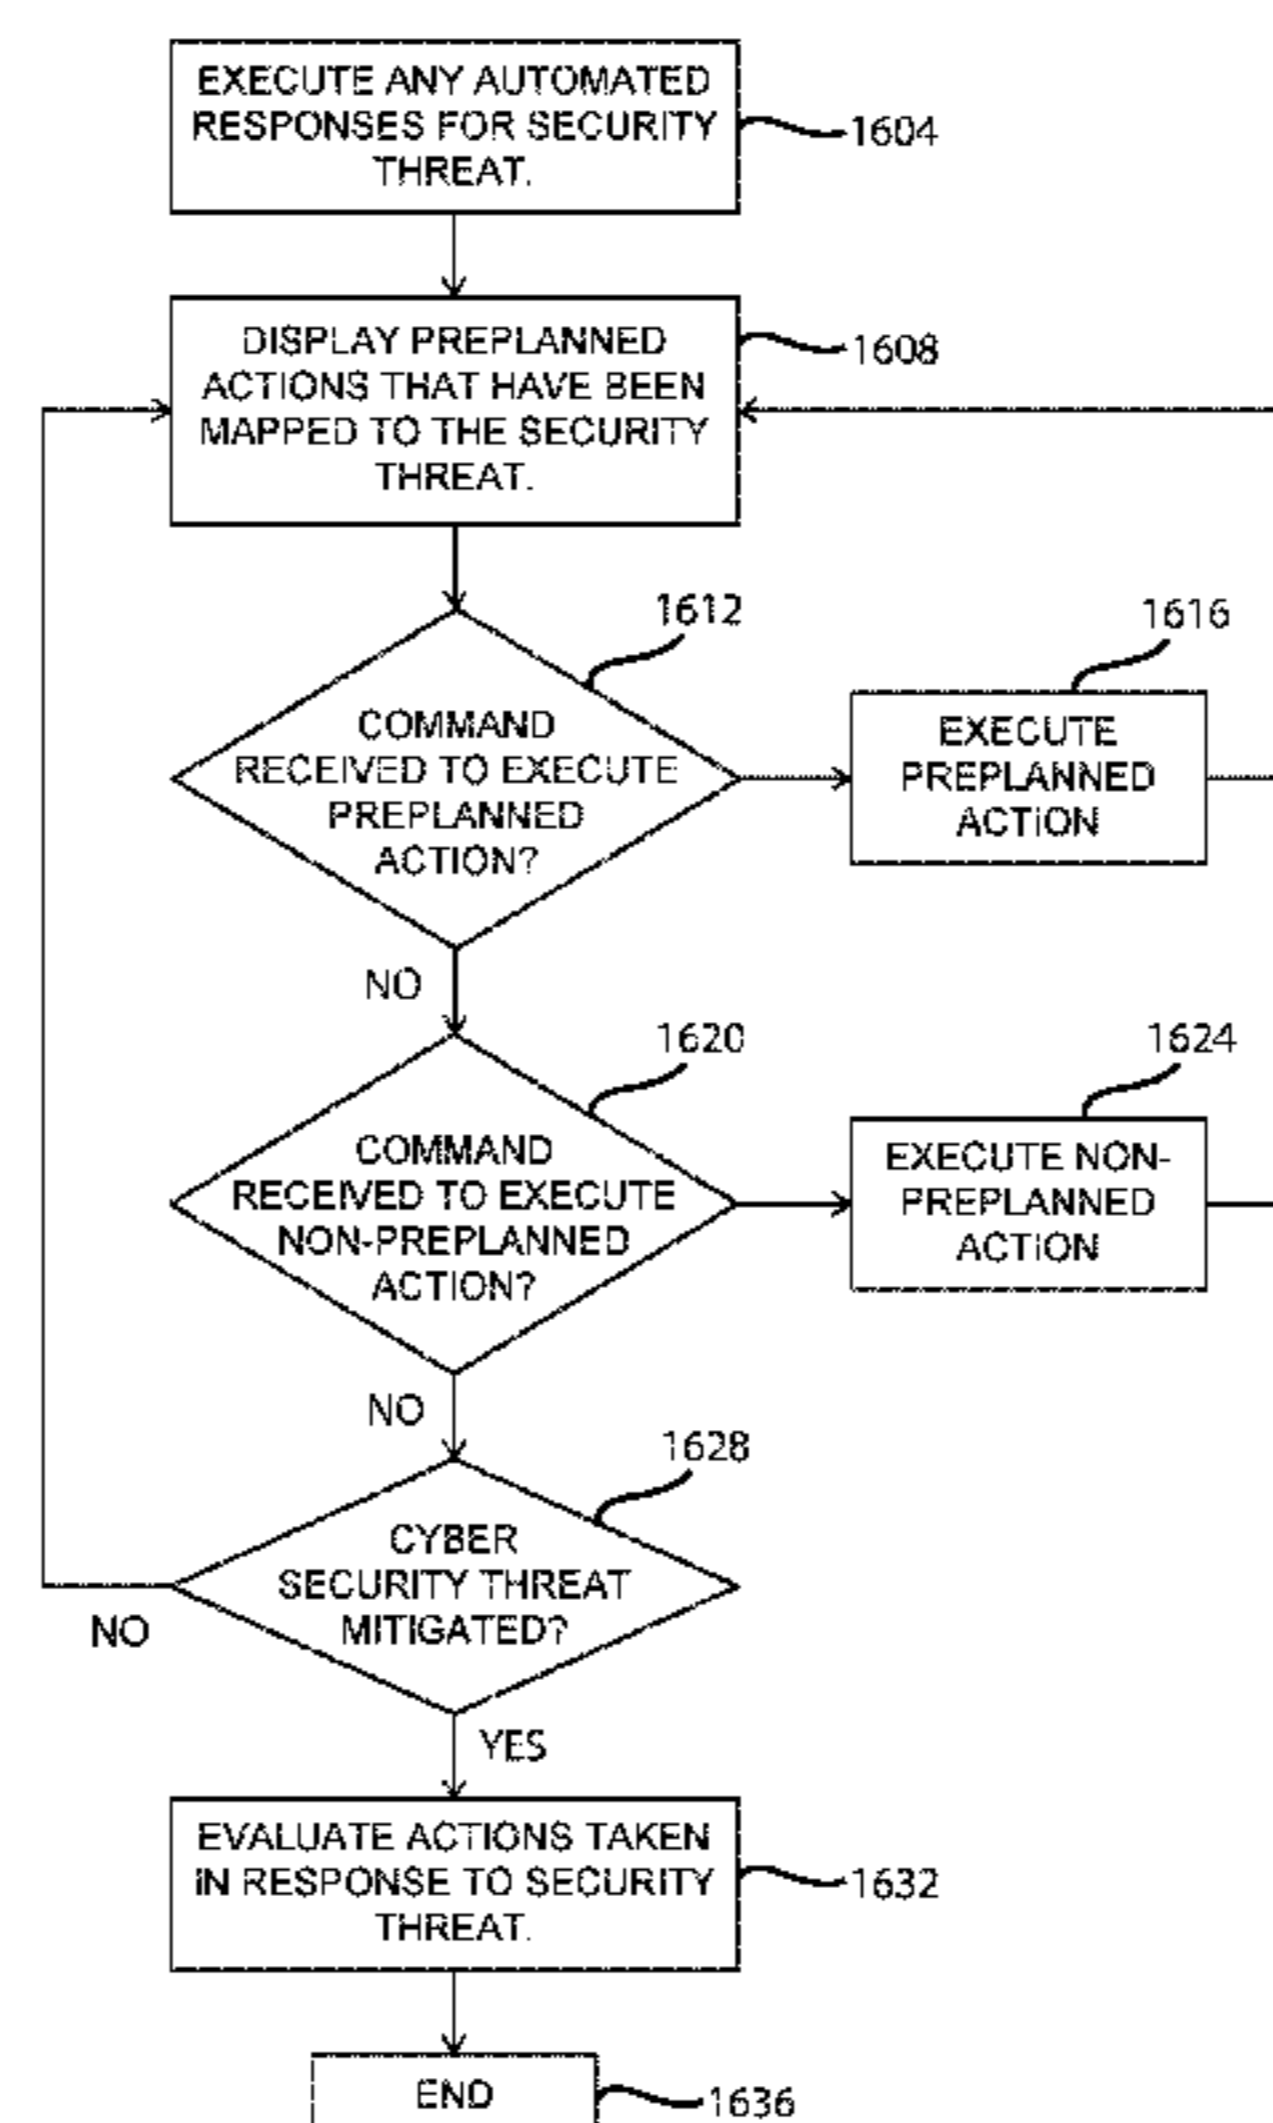 EXECUTE ANY AUTOMATED
RESPONSES FOR SECURITY
THREAT.
1604
DISPLAY PREPLANNED
ACTIONS THAT HAVE BEEN
MAPPED TO THE SECURITY
THREAT.
1608
1612
COMMAND
RECEIVED TO EXECUTE
PREPLANNED
ACTION?
1616
EXECUTE
PREPLANNED
ACTION
NO
1620
COMMAND
RECEIVED TO EXECUTE
NON-PREPLANNED
ACTION?
1624
EXECUTE NON-
PREPLANNED
ACTION
NO
1628
CYBER
SECURITY THREAT
MITIGATED?
NO
YES
EVALUATE ACTIONS TAKEN
IN RESPONSE TO SECURITY
THREAT.
1632
END
1636